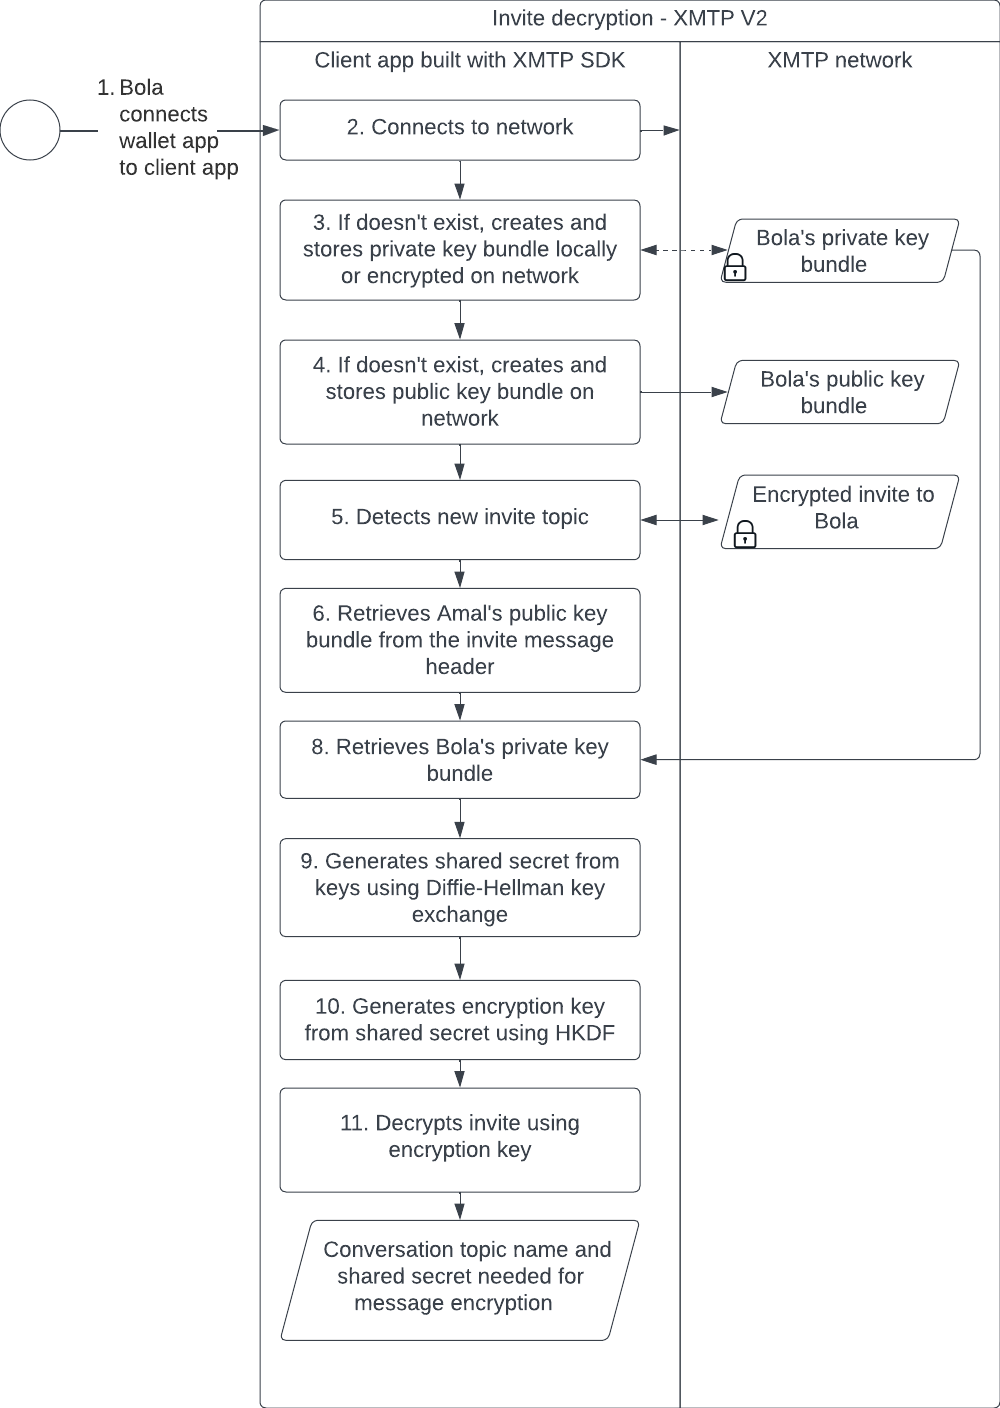 Invite decryption - XMTP V2
Client app built with XMTP SDK
XMTP network
1. Bola
connects
wallet app
to client app
2. Connects to network
3. If doesn't exist, creates and
stores private key bundle locally
or encrypted on network
Bola's private key
bundle
4. If doesn't exist, creates and
stores public key bundle on
network
Bola's public key
bundle
5. Detects new invite topic
Encrypted invite to
Bola
6. Retrieves Amal's public key
bundle from the invite message
header
8. Retrieves Bola's private key
bundle
9. Generates shared secret from
keys using Diffie-Hellman key
exchange
10. Generates encryption key
from shared secret using HKDF
11. Decrypts invite using
encryption key
Conversation topic name and
shared secret needed for
message encryption